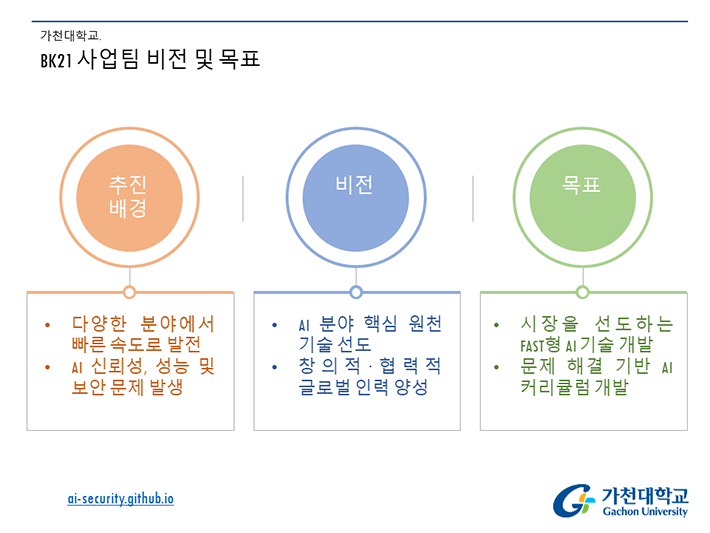 가천대학교.
BK21 사업팀 비전 및 목표
추진
배경
비전
목표
• 다양한 분야에서
빠른 속도로 발전
• AI 신뢰성, 성능 및
보안 문제 발생
• AI 분야 핵심 원천
기술 선도
• 창의적·협력적
글로벌 인력 양성
• 시장을 선도하는
FAST형 AI 기술 개발
• 문제 해결 기반 AI
커리큘럼 개발
ai-security.github.io
가천대학교
Gachon University